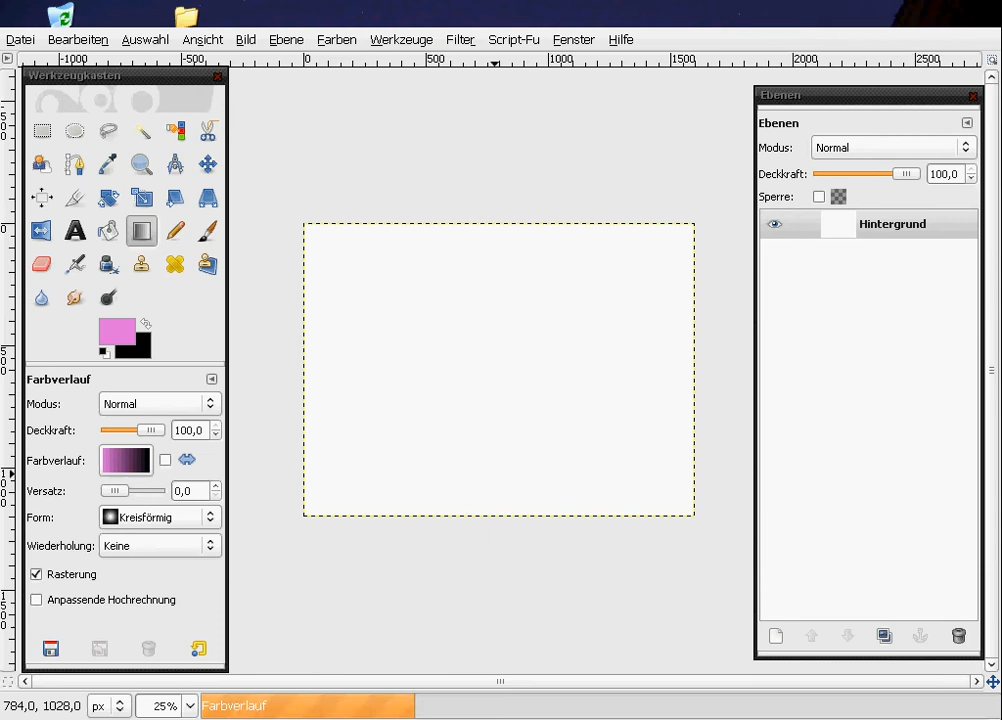 Datei Bearbeiten Auswahl Ansicht Bild Ebene Farben Werkzeuge Filter Script-Fu Fenster Hilfe
-1000 -500 0 500 1000 1500 2000 2500
Werkzeugkasten
Ebenen
Ebenen
Modus: Normal
Deckkraft: 100,0
Sperre:
Hintergrund
Farbverlauf
Modus: Normal
Deckkraft: 100,0
Farbverlauf:
Versatz: 0,0
Form: Kreisförmig
Wiederholung: Keine
Rasterung
Anpassende Hochrechnung
784,0, 1028,0 px 25% Farbverlauf